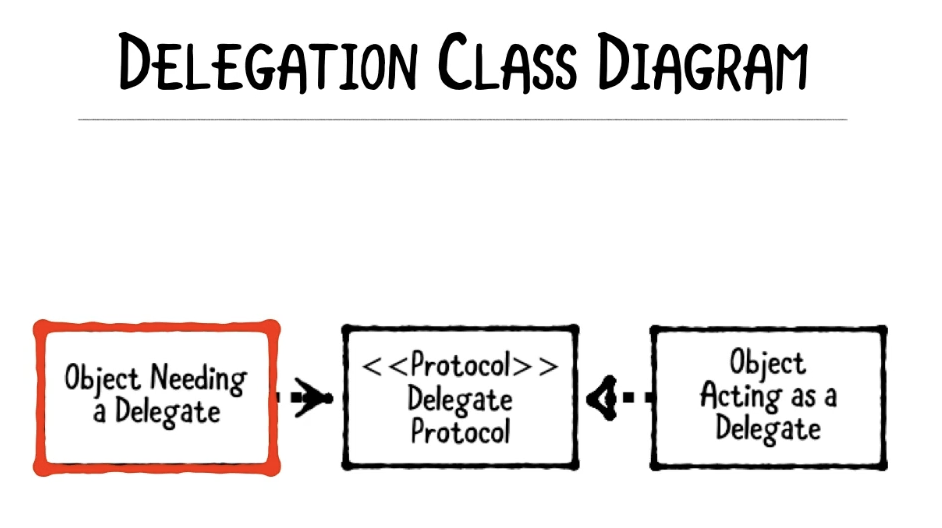 DELEGATION CLASS DIAGRAM
Object Needing
a Delegate
<<Protocol>>
Delegate
Protocol
Object
Acting as a
Delegate